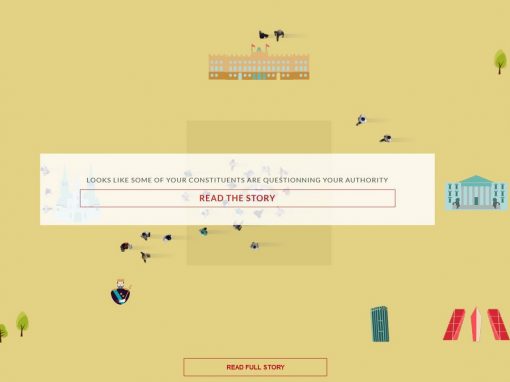 LOOKS LIKE SOME OF YOUR CONSTITUENTS ARE QUESTIONNING YOUR AUTHORITY
READ THE STORY
READ FULL STORY